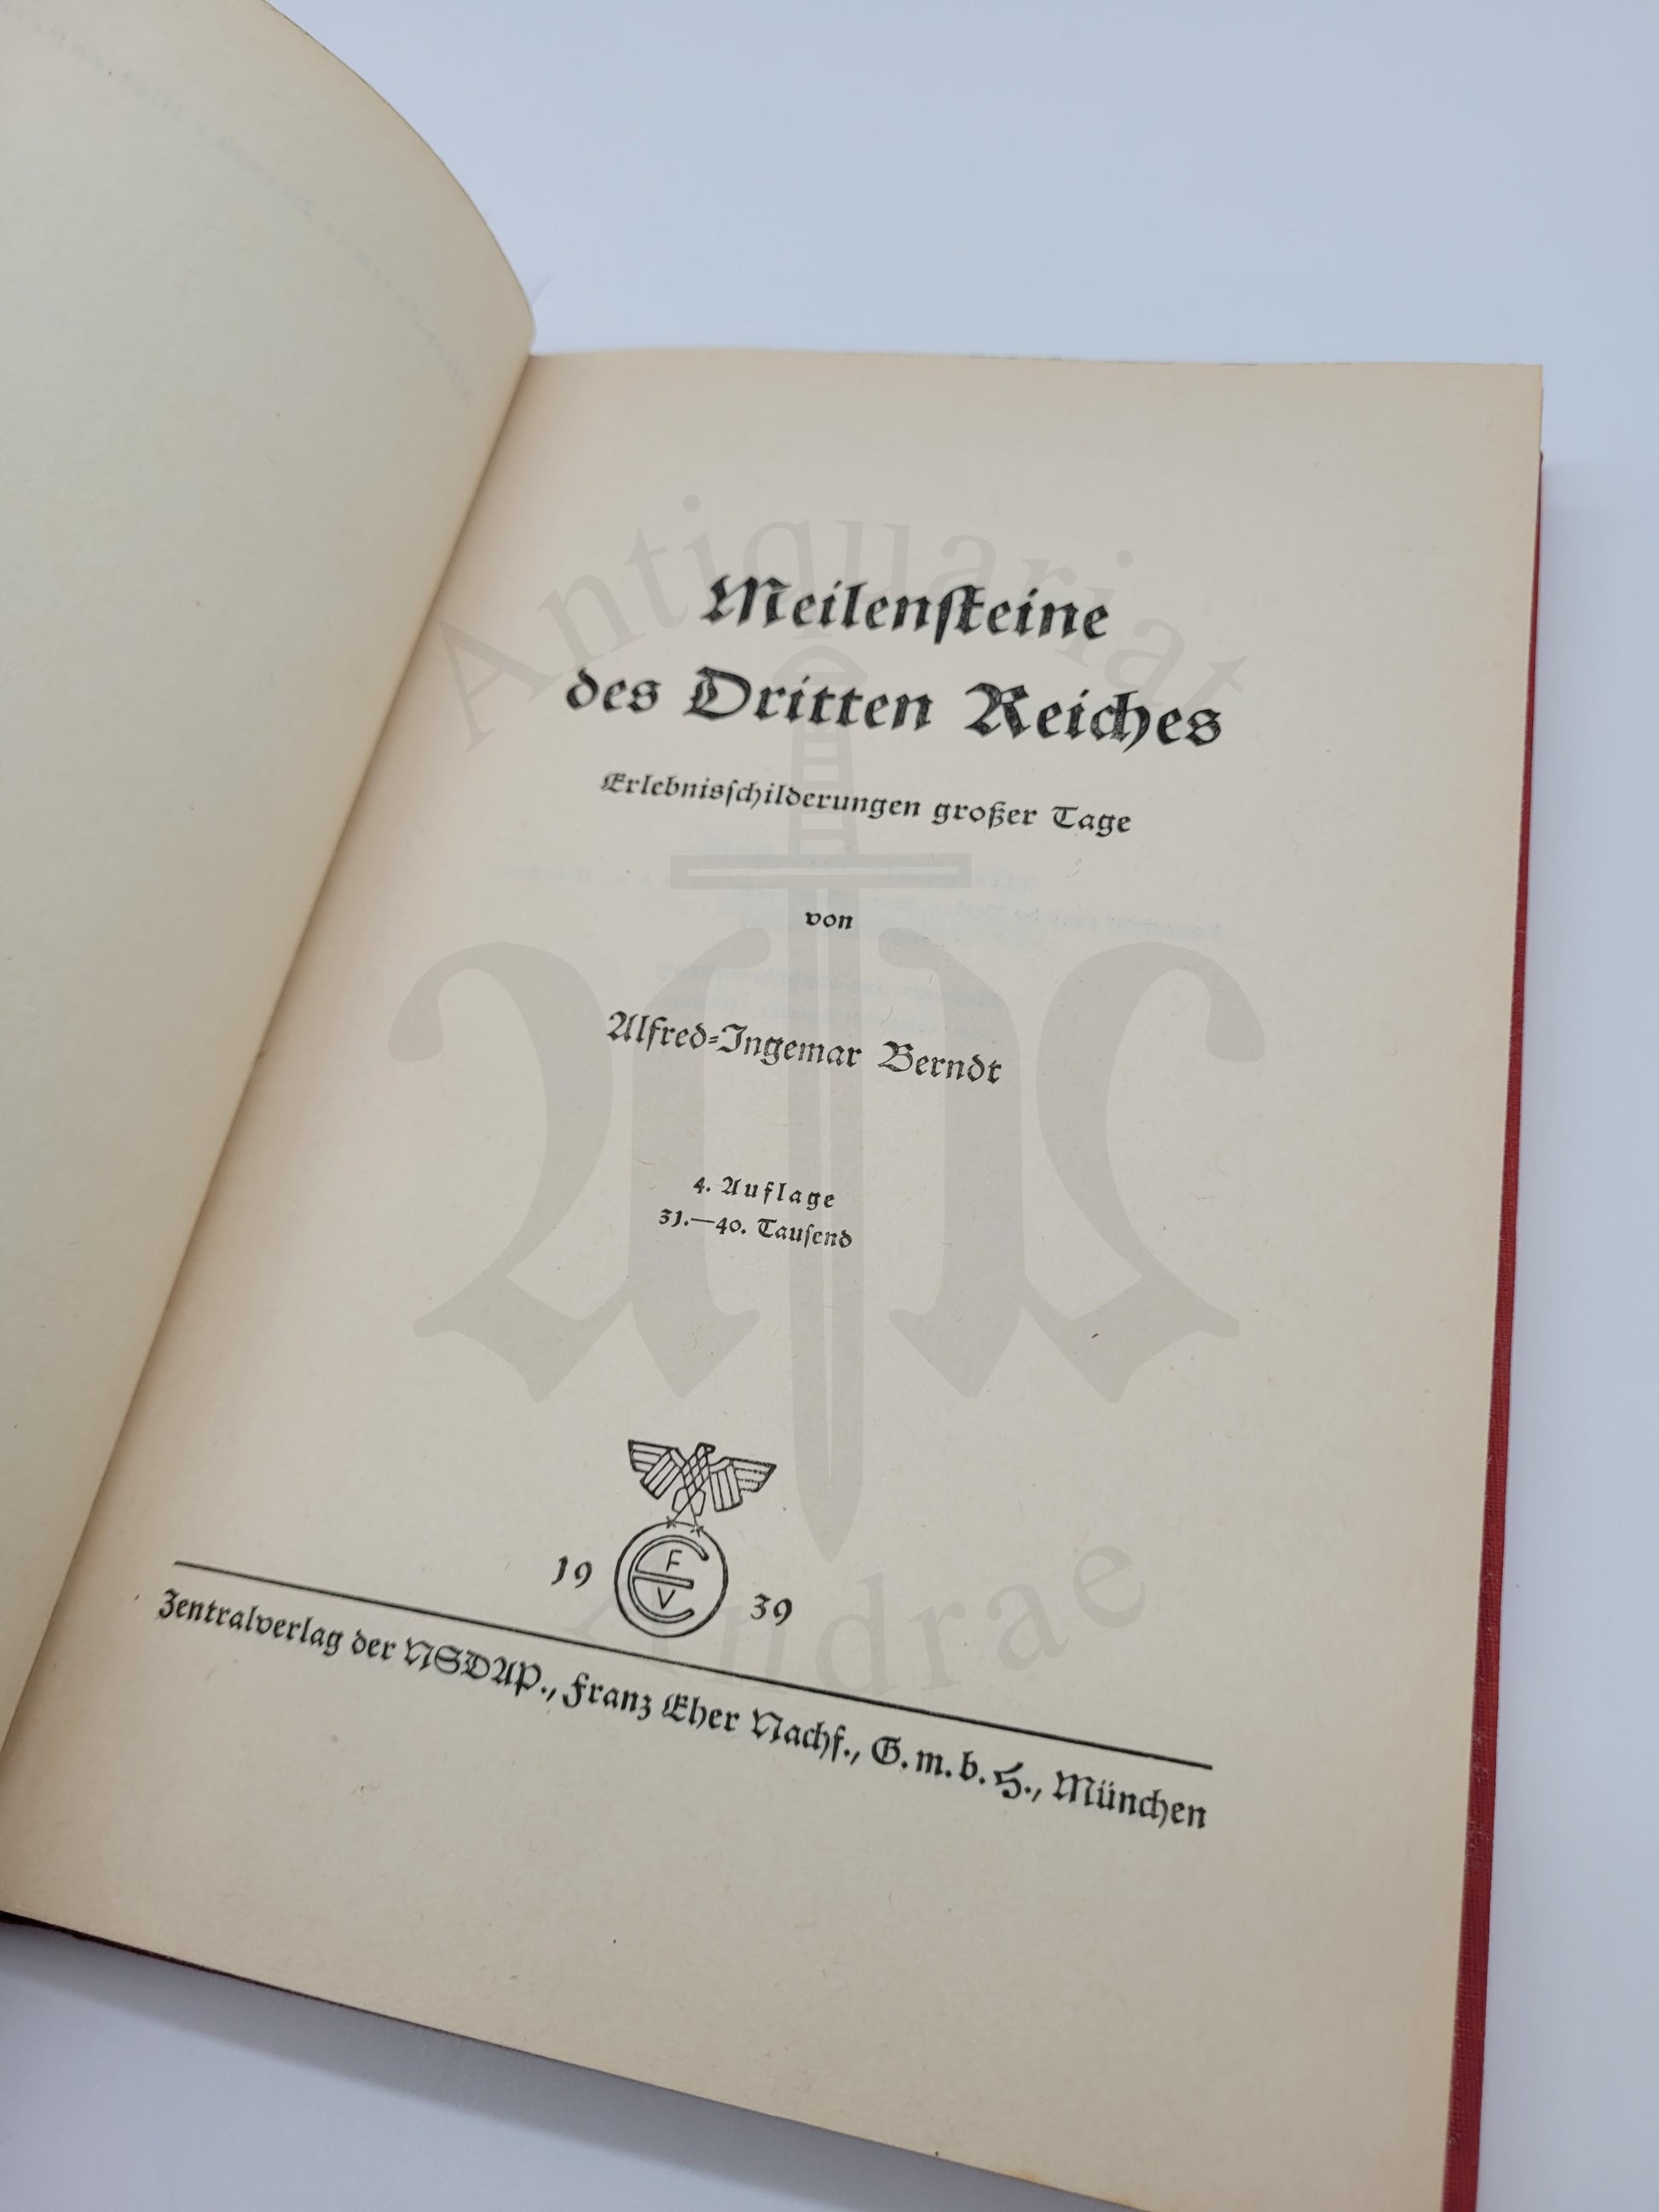 Antiquariat
Meilensteine
des Dritten Reiches
Erlebnisschilderungen großer Tage
von
Alfred-Ingemar Berndt
4. Auflage
31.—40. Tausend
F
E
V
19 39
Andrae
Zentralverlag der NSDAP., Franz Eher Nachf., G.m.b.H., München